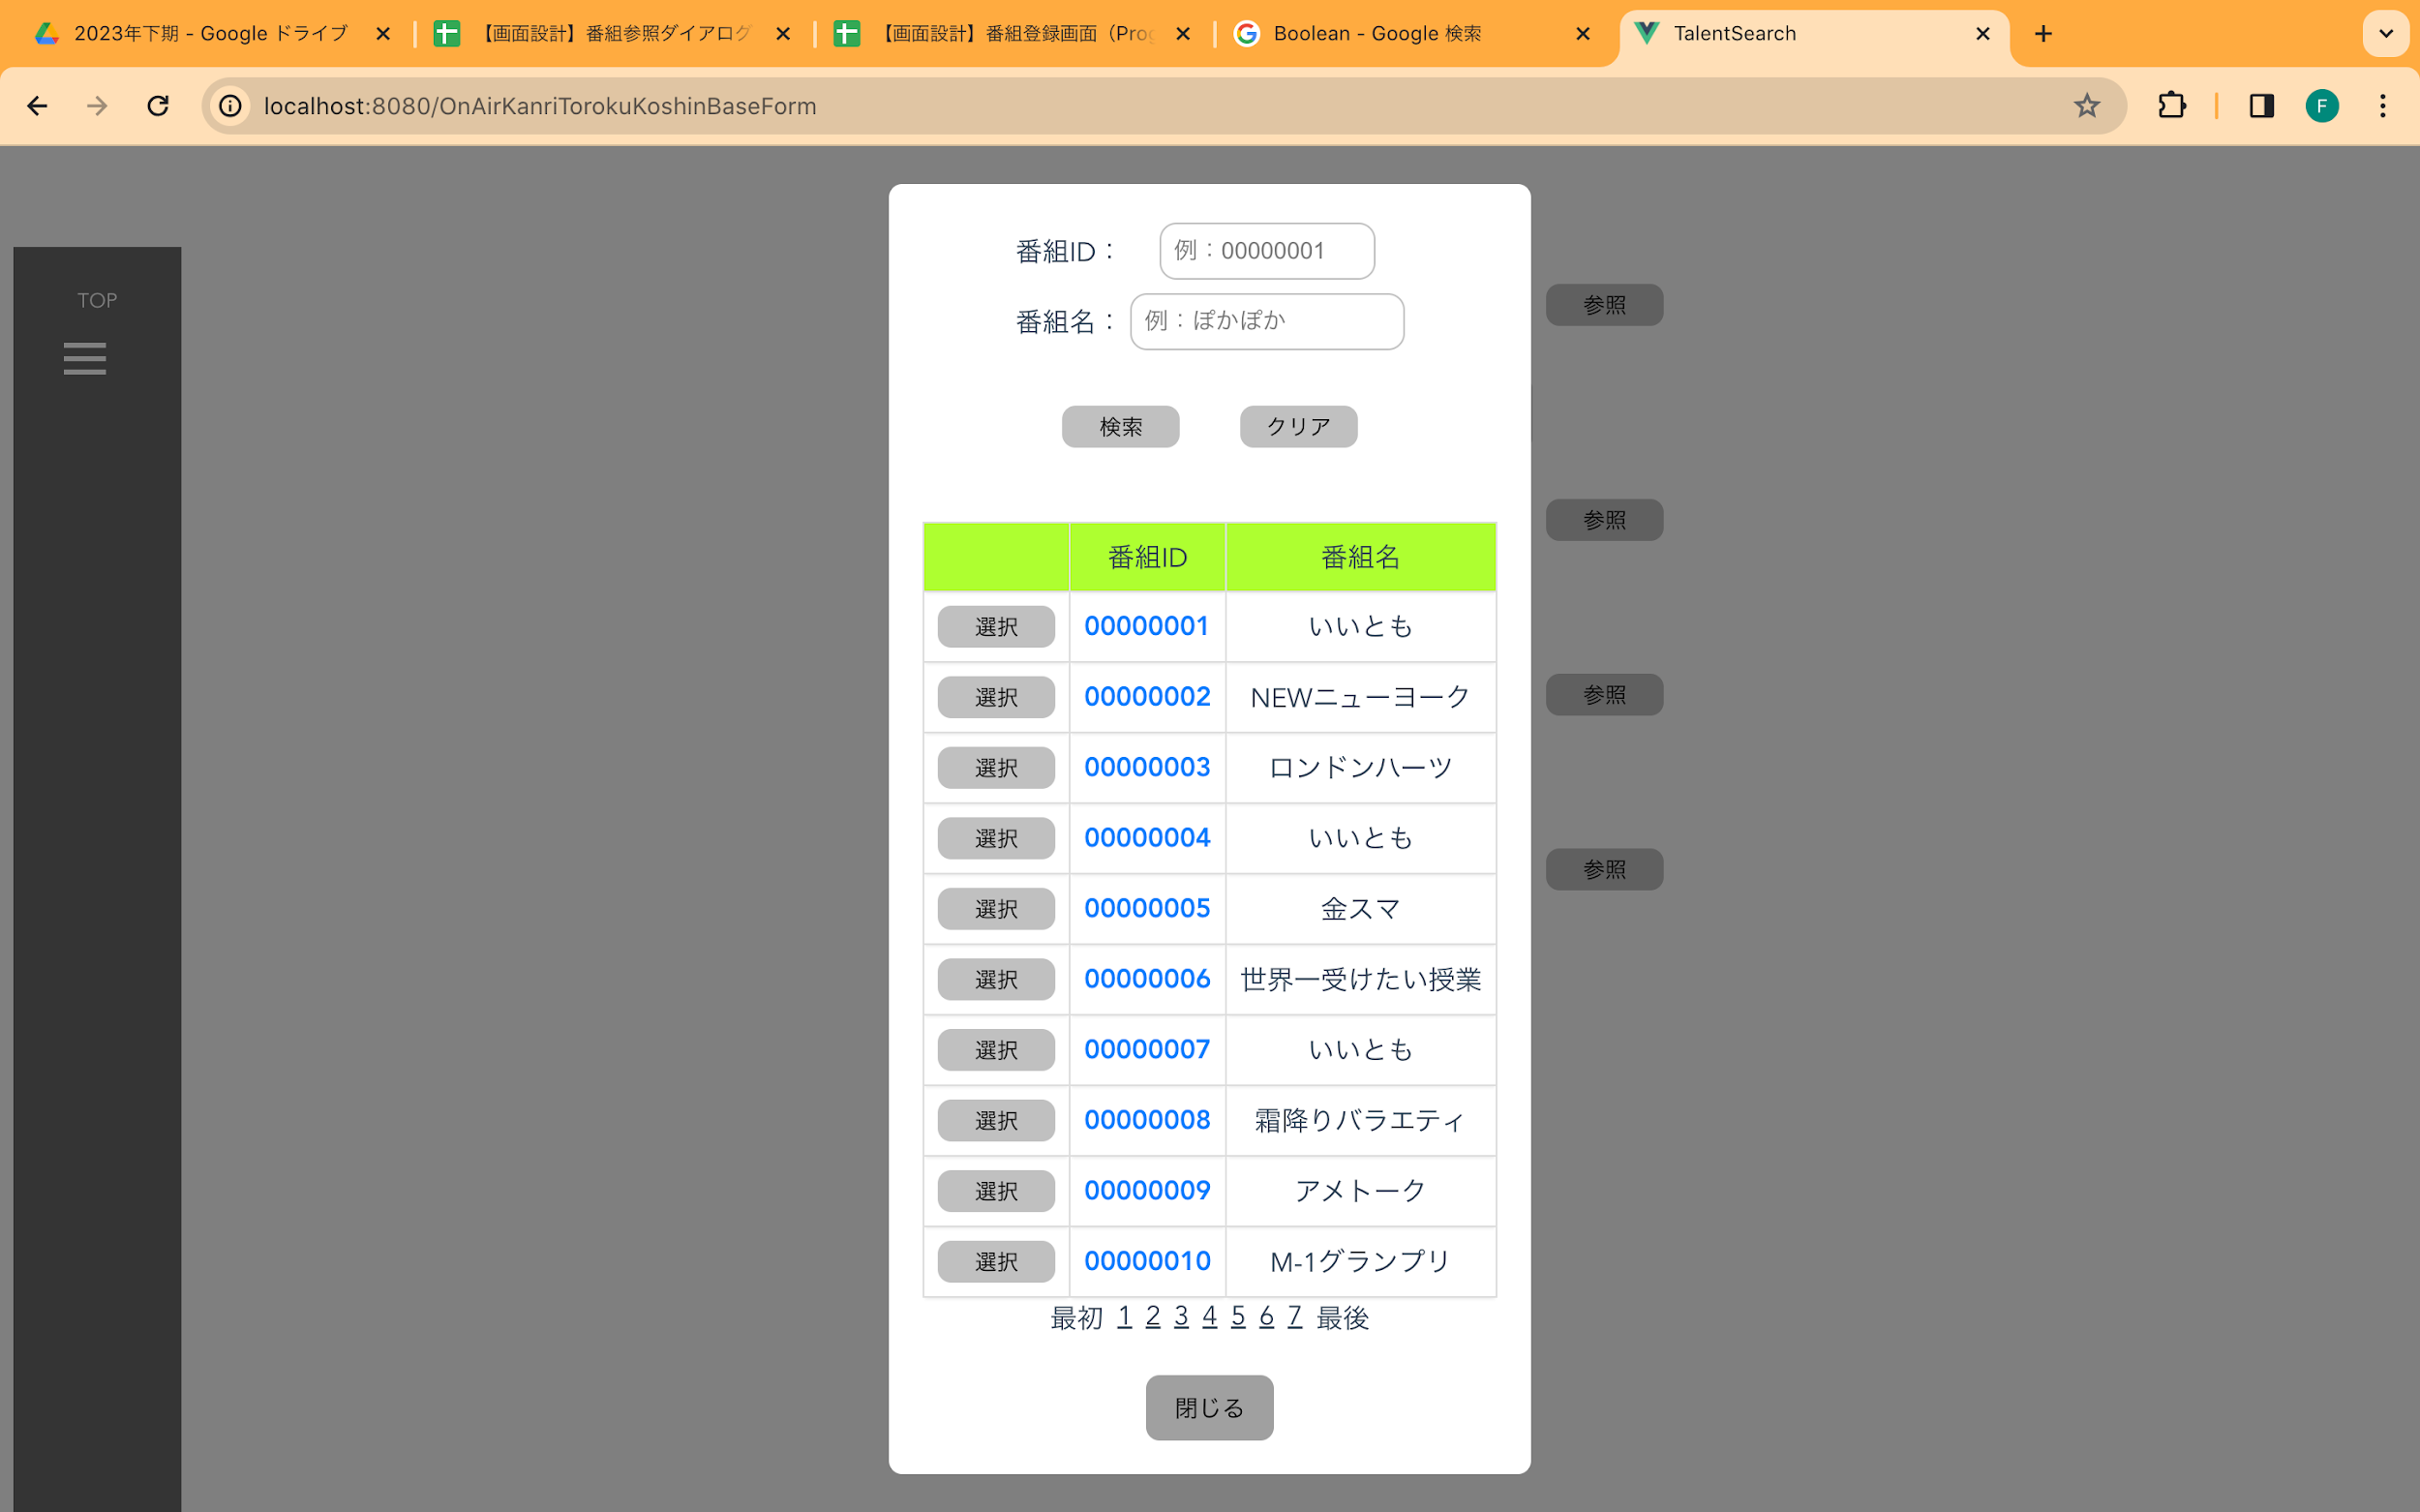 2023年下期 - Google ドライブ
【画面設計】番組参照ダイアログ
【画面設計】番組登録画面（Prog
Boolean - Google 検索
TalentSearch
localhost:8080/OnAirKanriTorokuKoshinBaseForm
F
TOP
番組ID： 例：00000001
番組名： 例：ぽかぽか
検索 クリア
参照
参照
参照
参照
番組ID 番組名
選択 00000001 いいとも
選択 00000002 NEWニューヨーク
選択 00000003 ロンドンハーツ
選択 00000004 いいとも
選択 00000005 金スマ
選択 00000006 世界一受けたい授業
選択 00000007 いいとも
選択 00000008 霜降りバラエティ
選択 00000009 アメトーク
選択 00000010 M-1グランプリ
最初 1 2 3 4 5 6 7 最後
閉じる